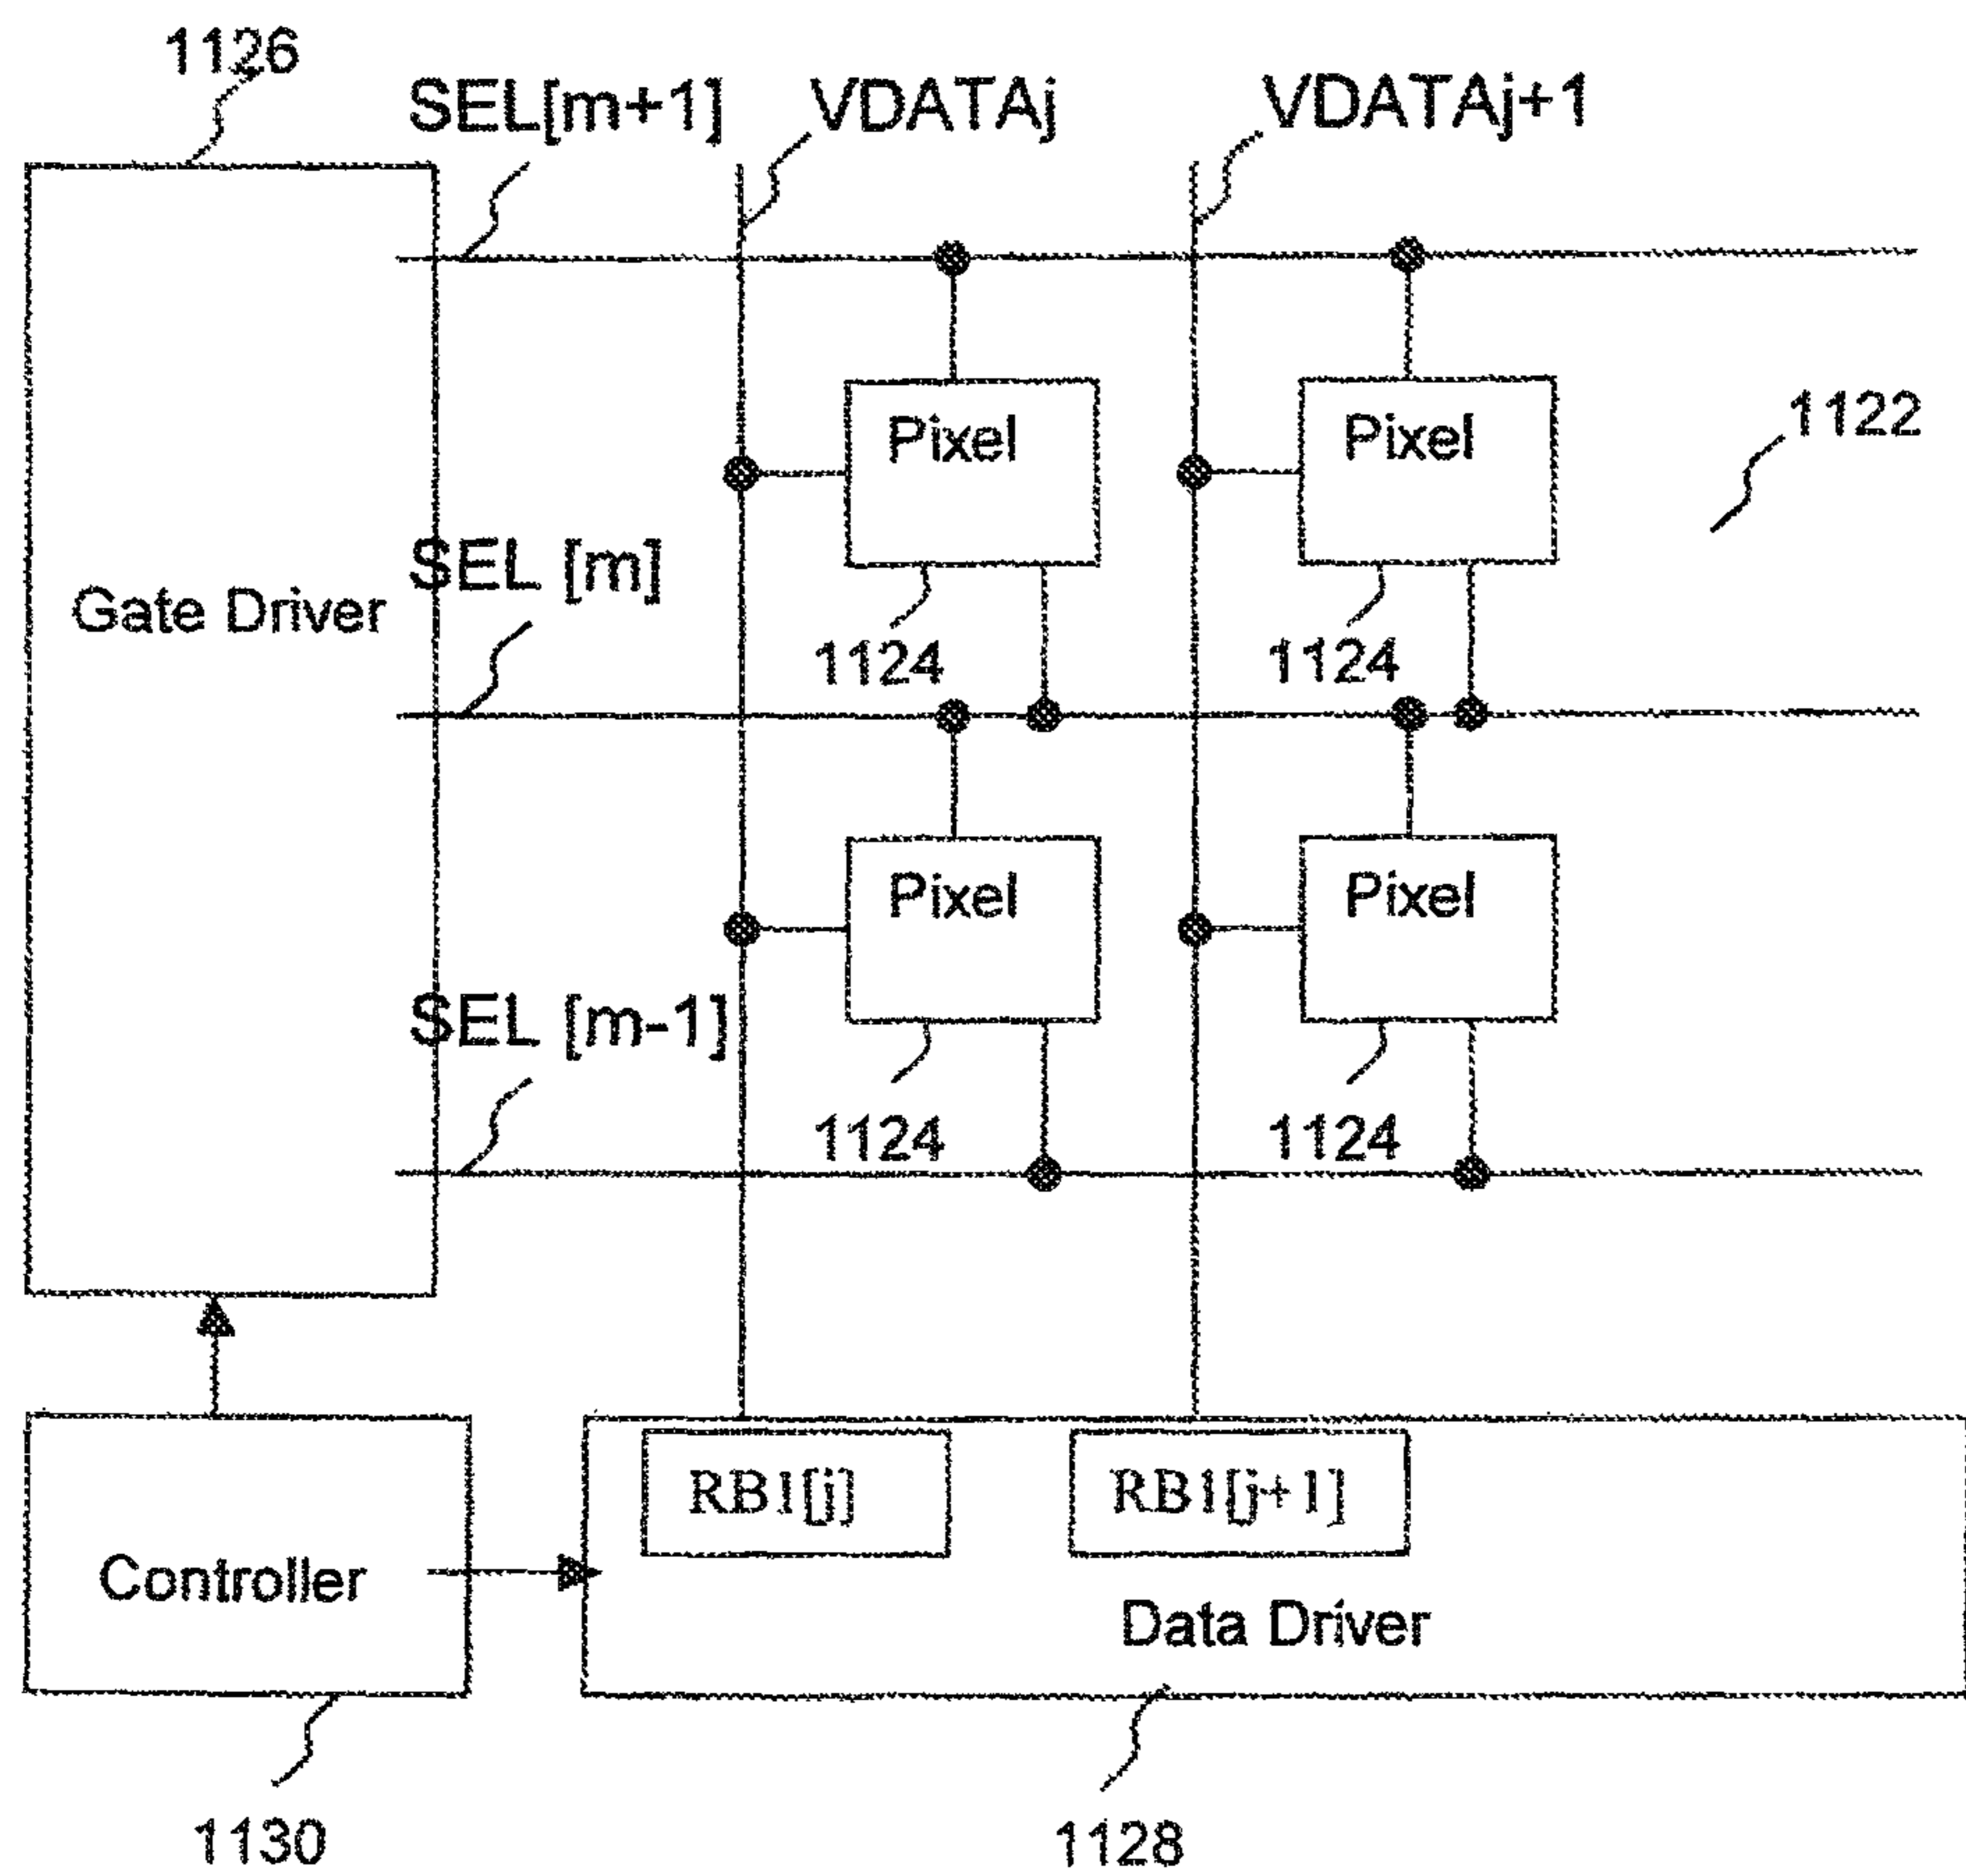 1126
SEL[m+1]
VDATAj
VDATAj+1
Pixel
Pixel
1122
SEL [m]
Gate Driver
1124
1124
Pixel
Pixel
SEL [m-1]
1124
1124
RB1[j]
RB1[j+1]
Controller
Data Driver
1130
1128